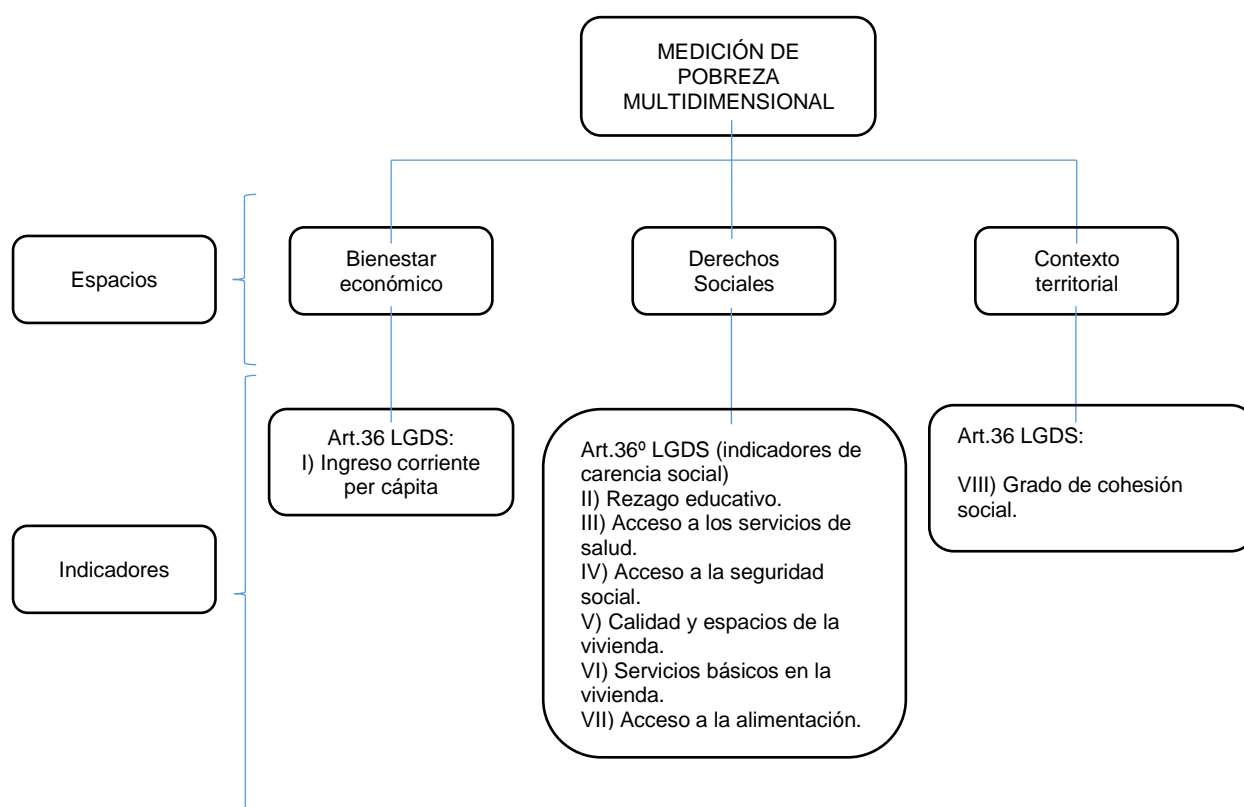 MEDICIÓN DE
POBREZA
MULTIDIMENSIONAL
Espacios
Bienestar
económico
Derechos
Sociales
Contexto
territorial
Indicadores
Art.36 LGDS:
I) Ingreso corriente
per cápita
Art.36º LGDS (indicadores de
carencia social)
II) Rezago educativo.
III) Acceso a los servicios de
salud.
IV) Acceso a la seguridad
social.
V) Calidad y espacios de la
vivienda.
VI) Servicios básicos en la
vivienda.
VII) Acceso a la alimentación.
Art.36 LGDS:
VIII) Grado de cohesión
social.